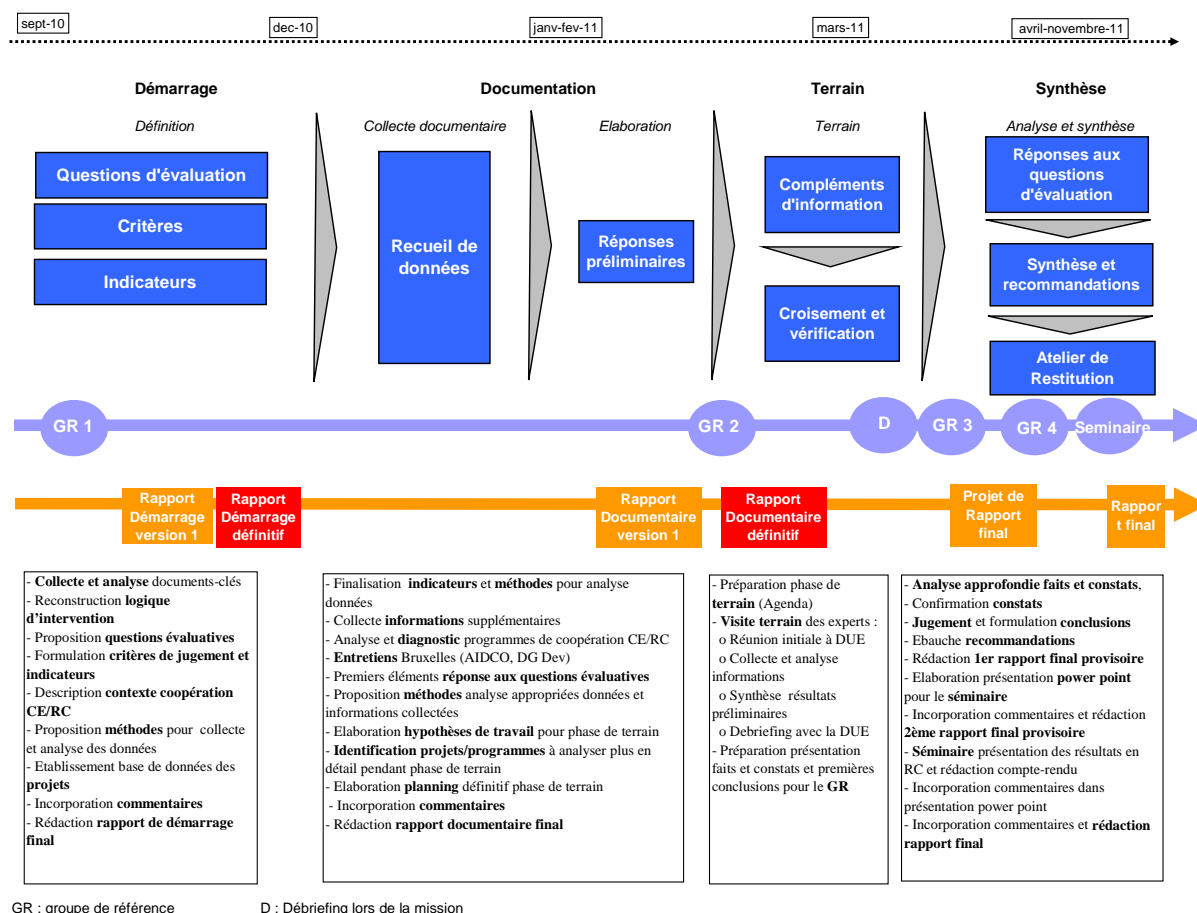 sept-10
dec-10
janv-fev-11
mars-11
avril-novembre-11
Démarrage
Documentation
Terrain
Synthèse
Définition
Collecte documentaire
Elaboration
Terrain
Analyse et synthèse
Questions d'évaluation
Critères
Indicateurs
Recueil de
données
Réponses
préliminaires
Compléments
d'information
Croisement et
vérification
Réponses aux
questions
d'évaluation
Synthèse et
recommandations
Atelier de
Restitution
GR 1
GR 2
D
GR 3
GR 4
Seminaire
Rapport
Démarrage
version 1
Rapport
Démarrage
définitif
Rapport
Documentaire
version 1
Rapport
Documentaire
définitif
Projet de
Rapport
final
Rappor
t final
- Collecte et analyse documents-clés
- Reconstruction logique
d'intervention
- Proposition questions évaluatives
- Formulation critères de jugement et
indicateurs
- Description contexte coopération
CE/RC
- Proposition méthodes pour collecte
et analyse des données
- Etablissement base de données des
projets
- Incorporation commentaires
- Rédaction rapport de démarrage
final
- Finalisation indicateurs et méthodes pour analyse
données
- Collecte informations supplémentaires
- Analyse et diagnostic programmes de coopération CE/RC
- Entretiens Bruxelles (AIDCO, DG Dev)
- Premiers éléments réponse aux questions évaluatives
- Proposition méthodes analyse appropriées données et
informations collectées
- Elaboration hypothèses de travail pour phase de terrain
- Identification projets/programmes à analyser plus en
détail pendant phase de terrain
- Elaboration planning définitif phase de terrain
- Incorporation commentaires
- Rédaction rapport documentaire final
- Préparation phase de
terrain (Agenda)
- Visite terrain des experts :
o Réunion initiale à DUE
o Collecte et analyse
informations
o Synthèse résultats
préliminaires
o Debriefing avec la DUE
- Préparation présentation
faits et constats et premières
conclusions pour le GR
- Analyse approfondie faits et constats,
- Confirmation constats
- Jugement et formulation conclusions
- Ebauche recommandations
- Rédaction 1er rapport final provisoire
- Elaboration présentation power point
pour le séminaire
- Incorporation commentaires et rédaction
2ème rapport final provisoire
- Séminaire présentation des résultats en
RC et rédaction compte-rendu
- Incorporation commentaires dans
présentation power point
- Incorporation commentaires et rédaction
rapport final
GR : groupe de référence
D : Débriefing lors de la mission